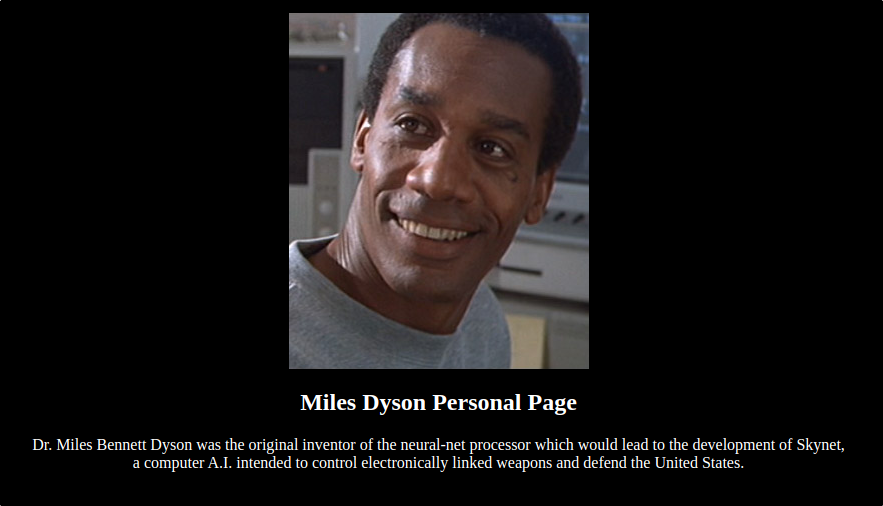 Miles Dyson Personal Page
Dr. Miles Bennett Dyson was the original inventor of the neural-net processor which would lead to the development of Skynet,
a computer A.I. intended to control electronically linked weapons and defend the United States.